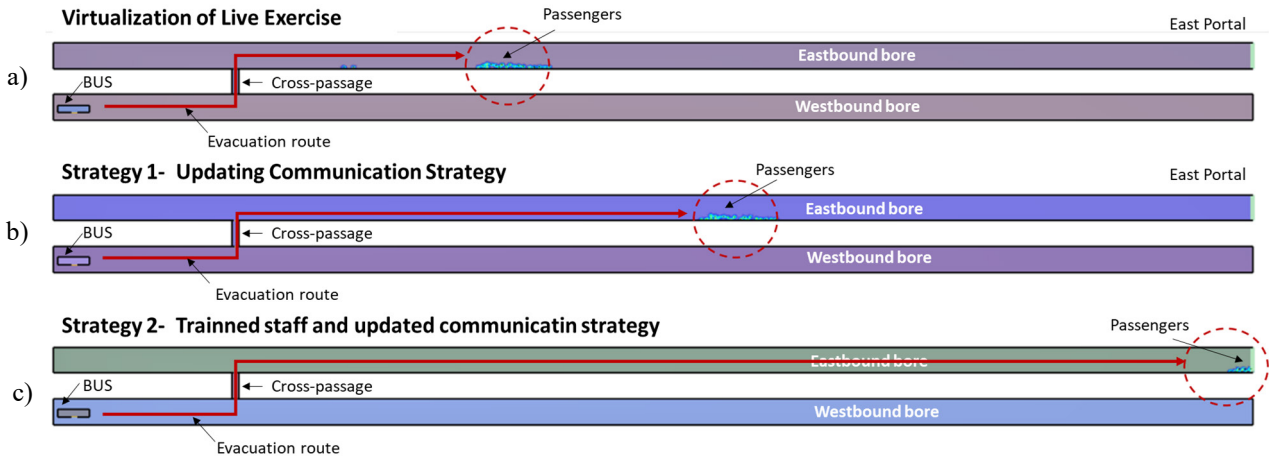 Virtualization of Live Exercise
Passengers
East Portal
Eastbound bore
a)
BUS
Cross-passage
Westbound bore
Evacuation route
Strategy 1- Updating Communication Strategy
Passengers
East Portal
Eastbound bore
b)
BUS
Cross-passage
Westbound bore
Evacuation route
Strategy 2- Trainned staff and updated communicatin strategy
Passengers
Eastbound bore
c)
BUS
Cross-passage
Westbound bore
Evacuation route